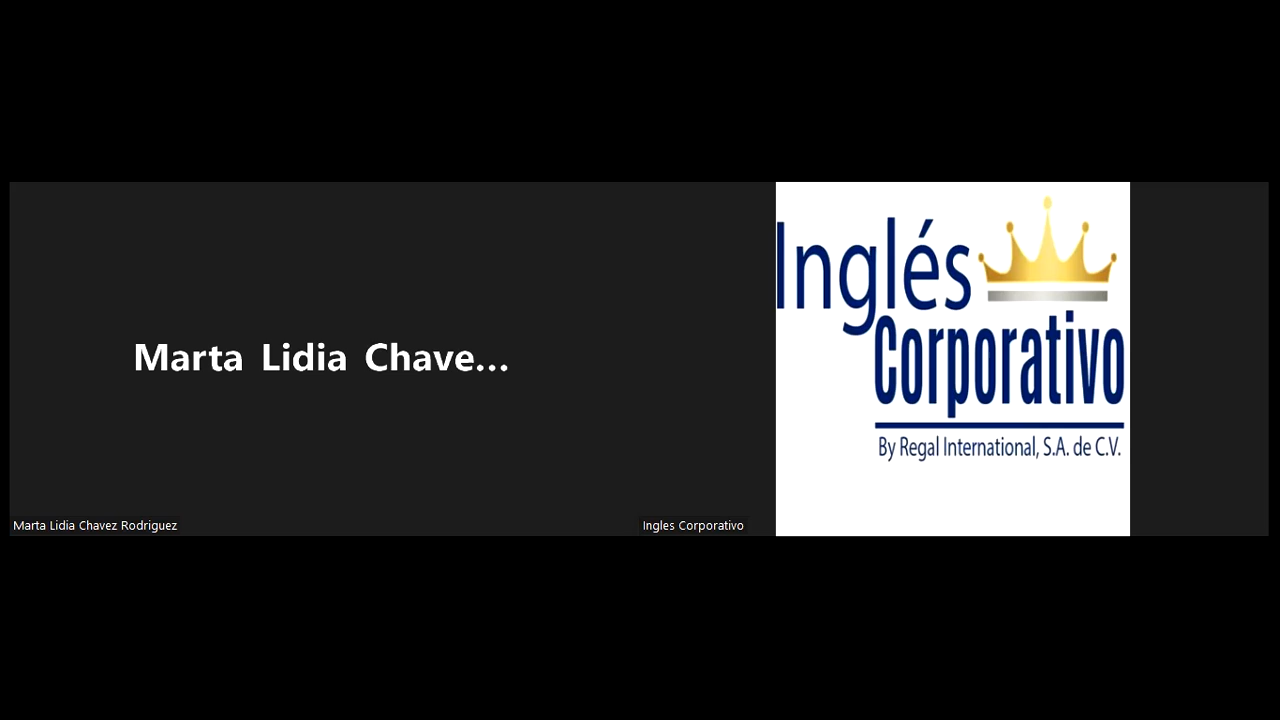 Marta Lidia Chave...
Marta Lidia Chavez Rodriguez
Inglés
Corporativo
By Regal International, S.A. de C.V.
Ingles Corporativo